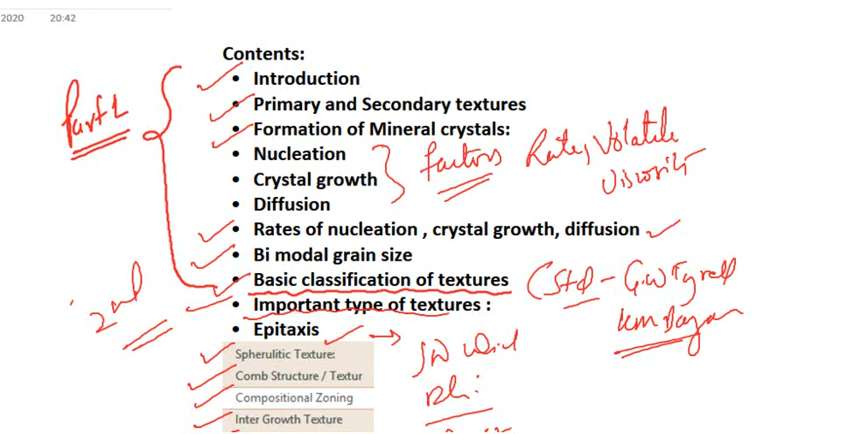 2020 20:42
Contents:
• Introduction
• Primary and Secondary textures
• Formation of Mineral crystals:
• Nucleation
• Crystal growth
• Diffusion
• Rates of nucleation , crystal growth, diffusion
• Bi modal grain size
• Basic classification of textures
• Important type of textures :
• Epitaxis
Spherulitic Texture:
Comb Structure / Textur
Compositional Zoning
Inter Growth Texture
Part 1
factors Rate, Volatile
Viscosity
2nd
(Std - G.W Tyrell